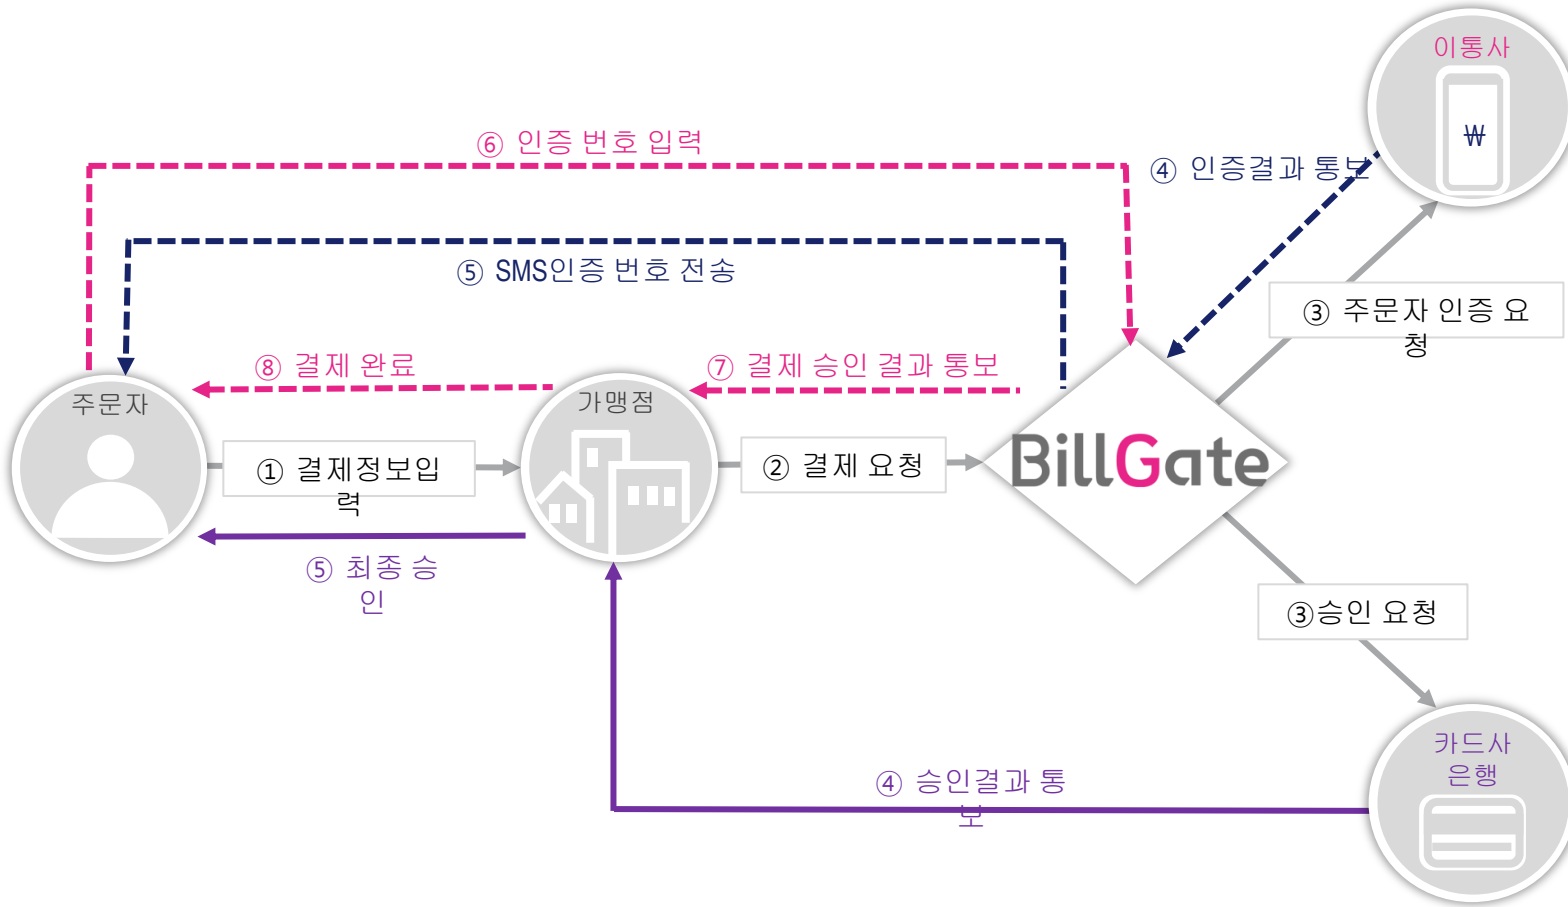 이통사
₩
⑥ 인증 번호 입력
④ 인증결과 통보
⑤ SMS인증 번호 전송
③ 주문자 인증 요
청
⑧ 결제 완료
⑦ 결제 승인 결과 통보
주문자
가맹점
① 결제정보입
력
② 결제 요청
BillGate
⑤ 최종 승
인
③승인 요청
카드사
은행
④ 승인결과 통
보